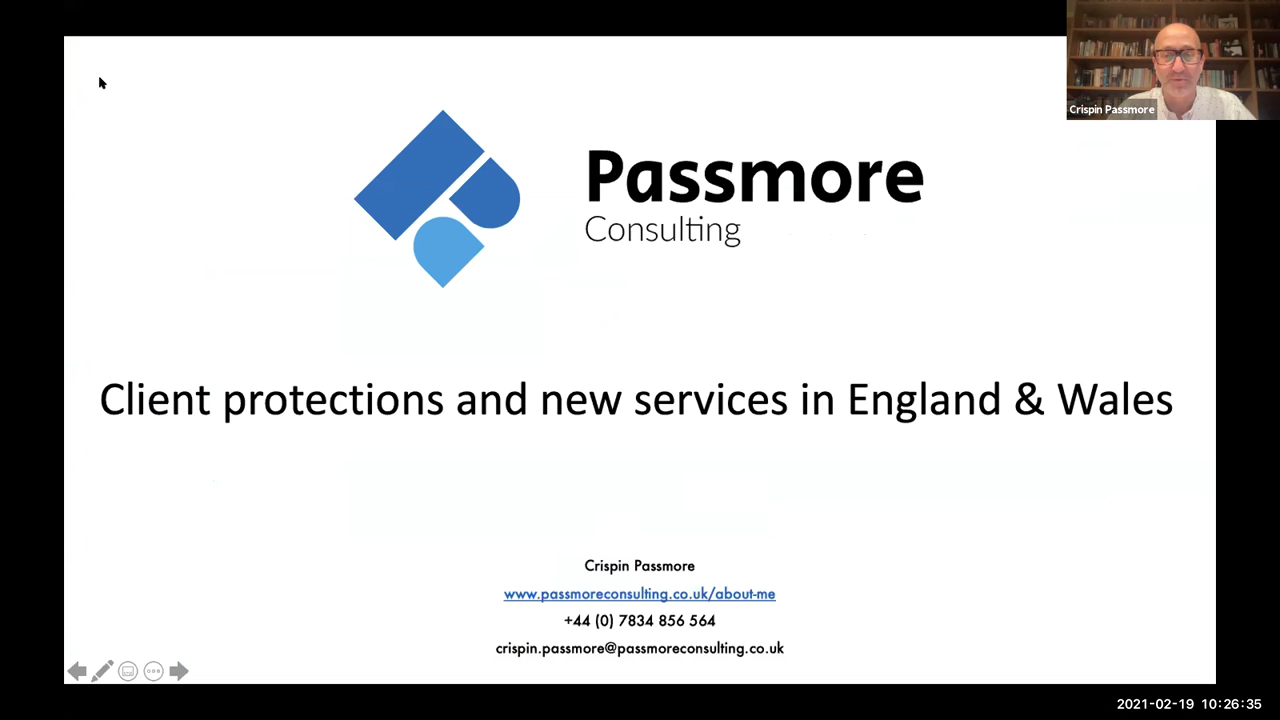 Crispin Passmore
Passmore
Consulting
Client protections and new services in England & Wales
Crispin Passmore
www.passmoreconsulting.co.uk/about-me
+44 (0) 7834 856 564
crispin.passmore@passmoreconsulting.co.uk
2021-02-19 10:26:35